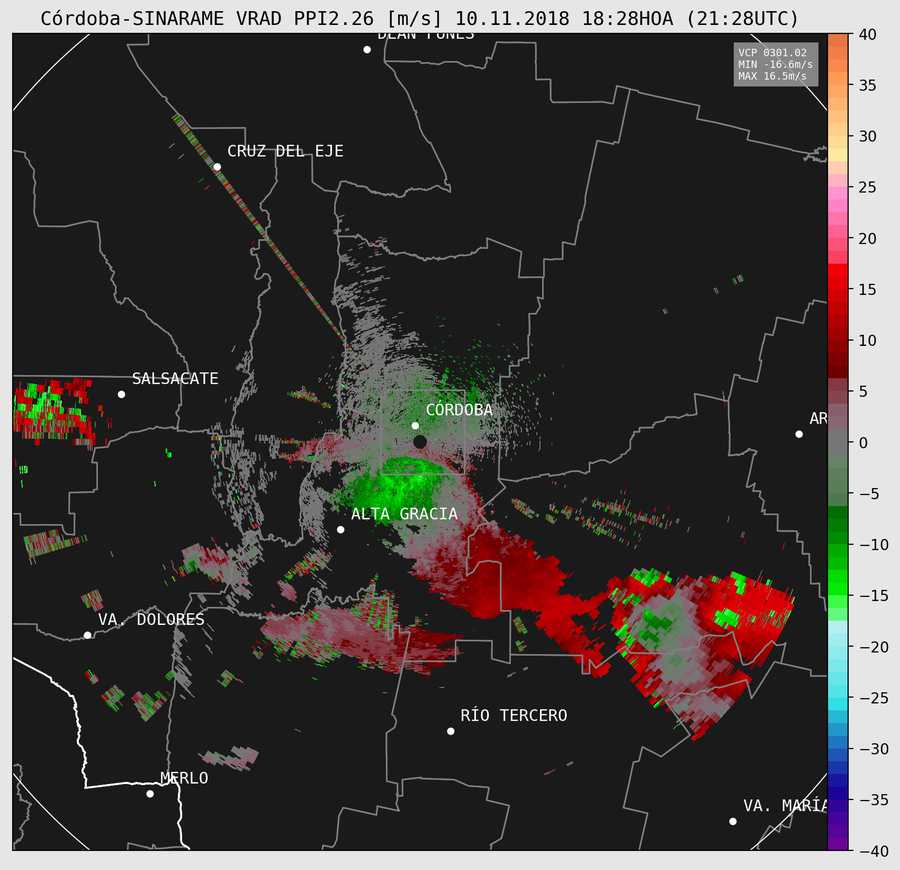 Córdoba-SINARAME VRAD PPI2.26 [m/s] 10.11.2018 18:28HOA (21:28UTC)
DEÁN FUNES
VCP 0301.02
MIN -16.6m/s
MAX 16.5m/s
CRUZ DEL EJE
SALSACATE
CÓRDOBA
AR
ALTA GRACIA
VA. DOLORES
RÍO TERCERO
MERLO
VA. MARÍA
40
35
30
25
20
15
10
5
0
−5
−10
−15
−20
−25
−30
−35
−40